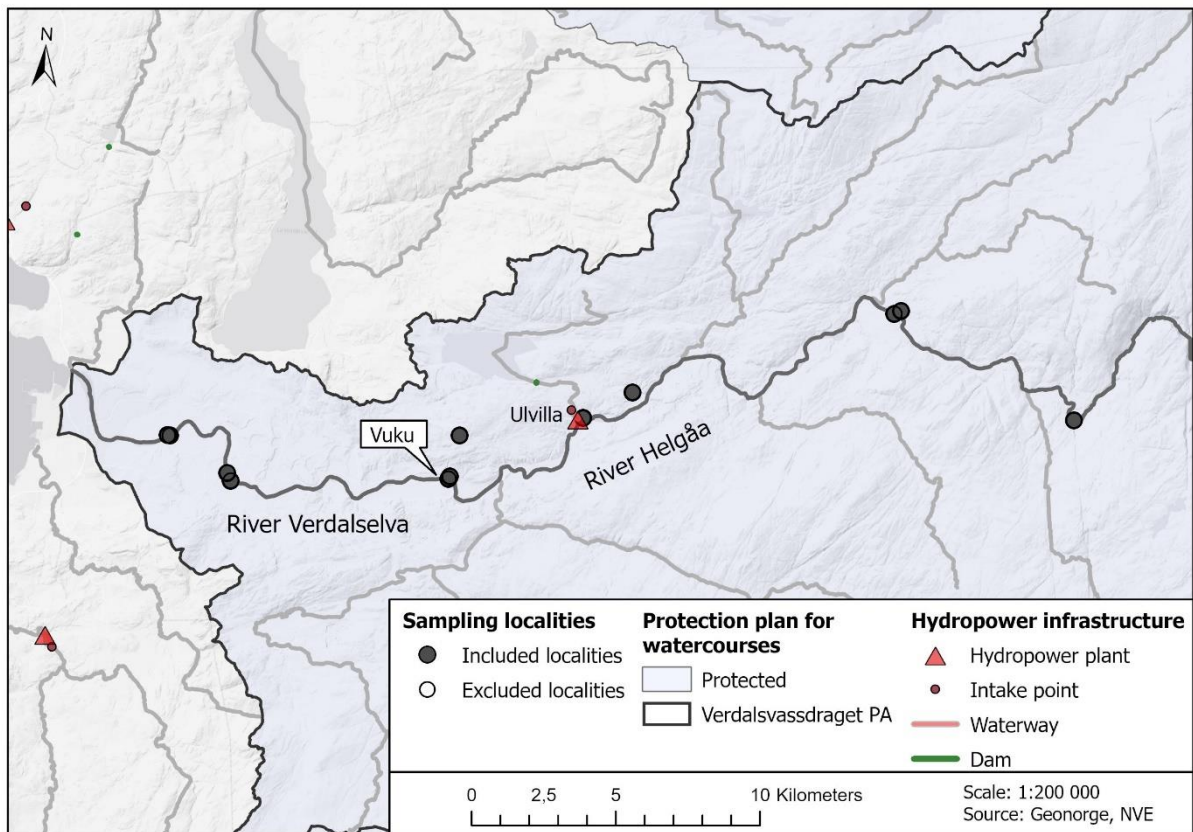 N
Ulvilla
Vuku
River Helgåa
River Verdalselva
Sampling localities
Included localities
Excluded localities
Protection plan for
watercourses
Protected
Verdalsvassdraget PA
Hydropower infrastructure
Hydropower plant
Intake point
Waterway
Dam
0 2,5 5 10 Kilometers
Scale: 1:200 000
Source: Geonorge, NVE